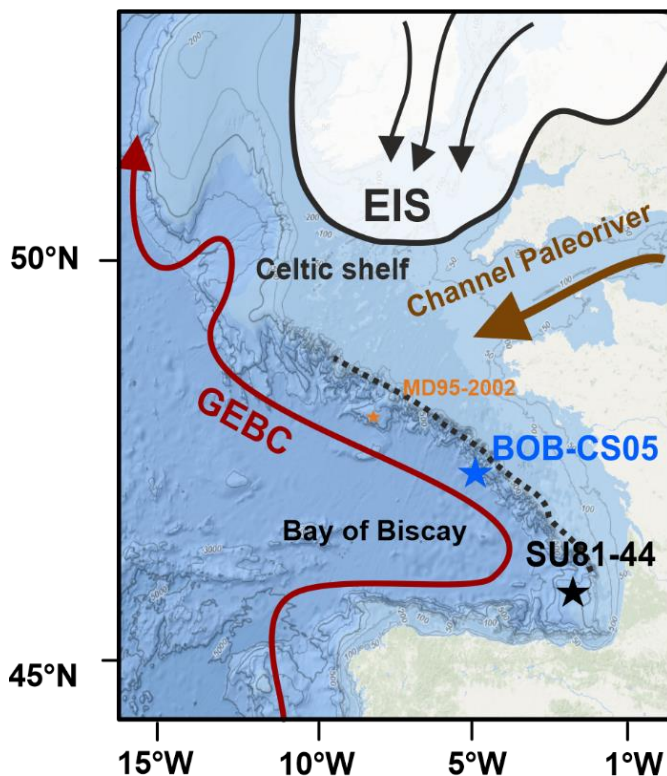 EIS
50°N
Celtic shelf
Channel Paleoriver
GEBC
MD95-2002
BOB-CS05
Bay of Biscay
SU81-44
45°N
15°W
10°W
5°W
1°W